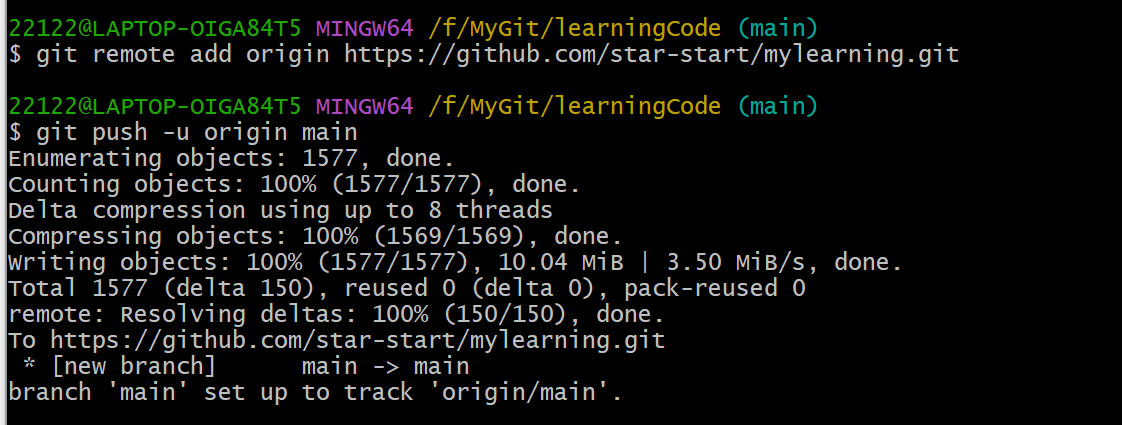 22122@LAPTOP-OIGA84T5 MINGW64 /f/MyGit/learningCode (main)
$ git remote add origin https://github.com/star-start/mylearning.git
22122@LAPTOP-OIGA84T5 MINGW64 /f/MyGit/learningCode (main)
$ git push -u origin main
Enumerating objects: 1577, done.
Counting objects: 100% (1577/1577), done.
Delta compression using up to 8 threads
Compressing objects: 100% (1569/1569), done.
Writing objects: 100% (1577/1577), 10.04 MiB | 3.50 MiB/s, done.
Total 1577 (delta 150), reused 0 (delta 0), pack-reused 0
remote: Resolving deltas: 100% (150/150), done.
To https://github.com/star-start/mylearning.git
 * [new branch]      main -> main
branch 'main' set up to track 'origin/main'.